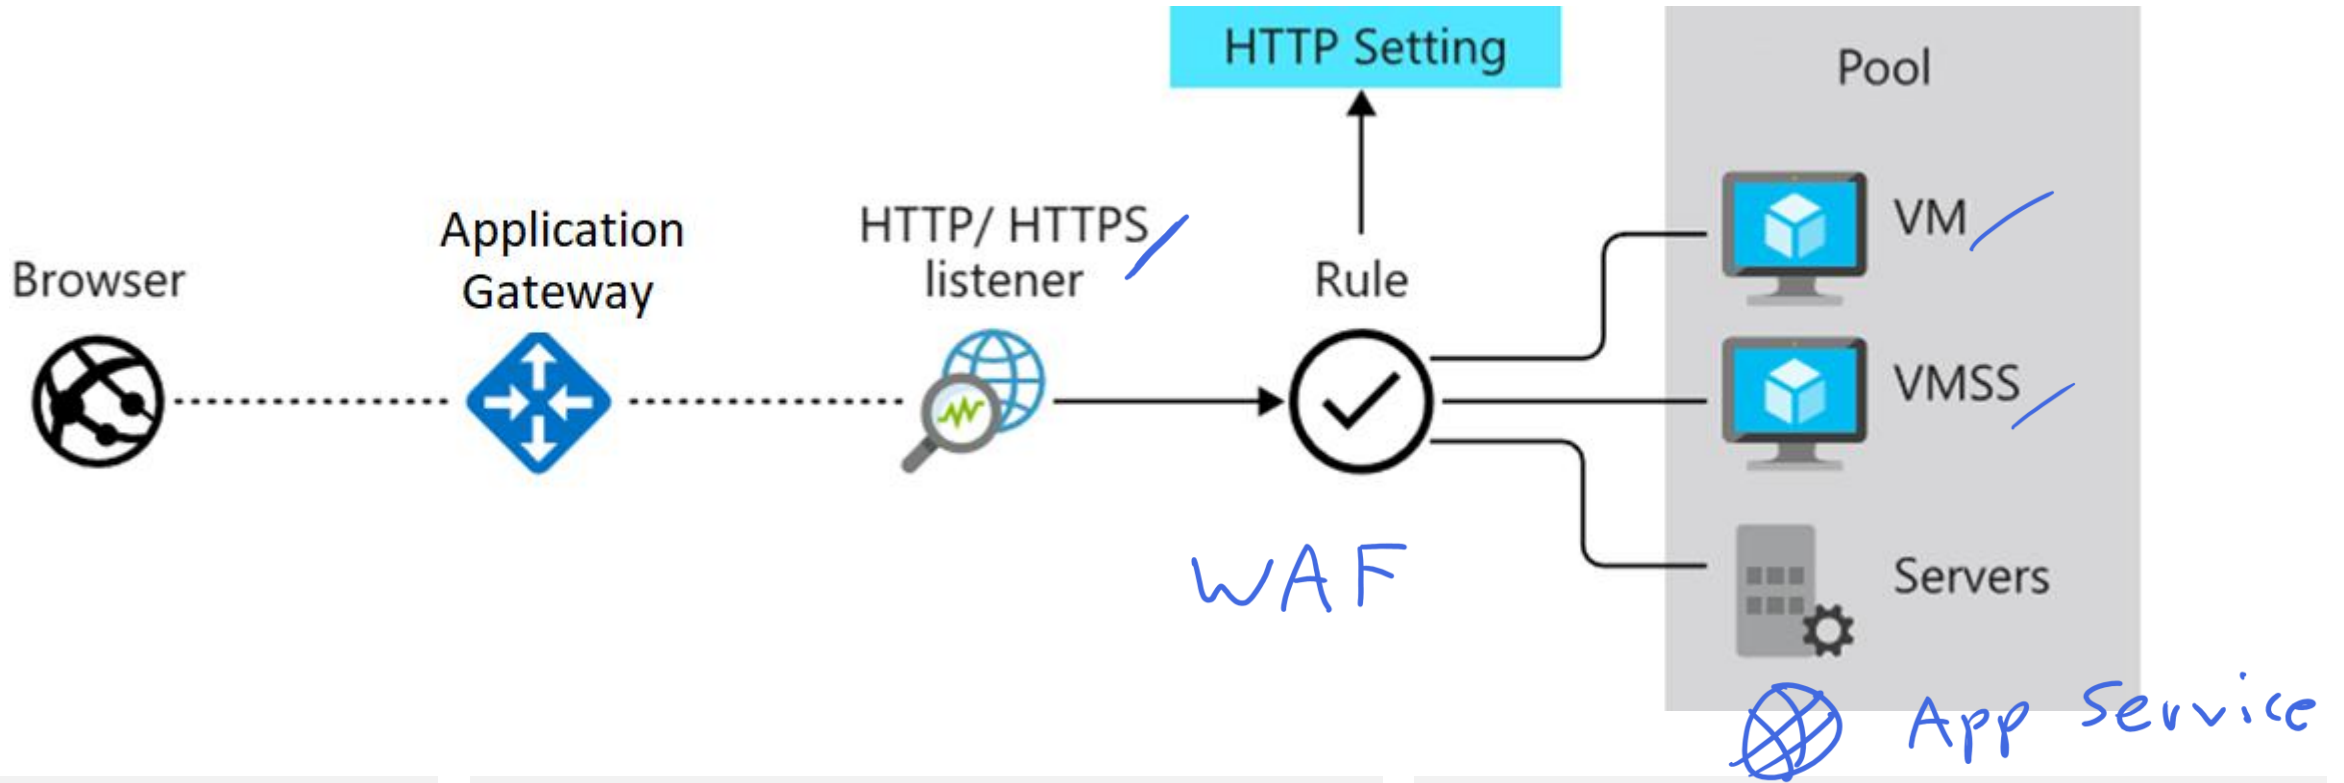 Browser
Application
Gateway
HTTP/ HTTPS
listener
HTTP Setting
Rule
WAF
Pool
VM
VMSS
Servers
App Service